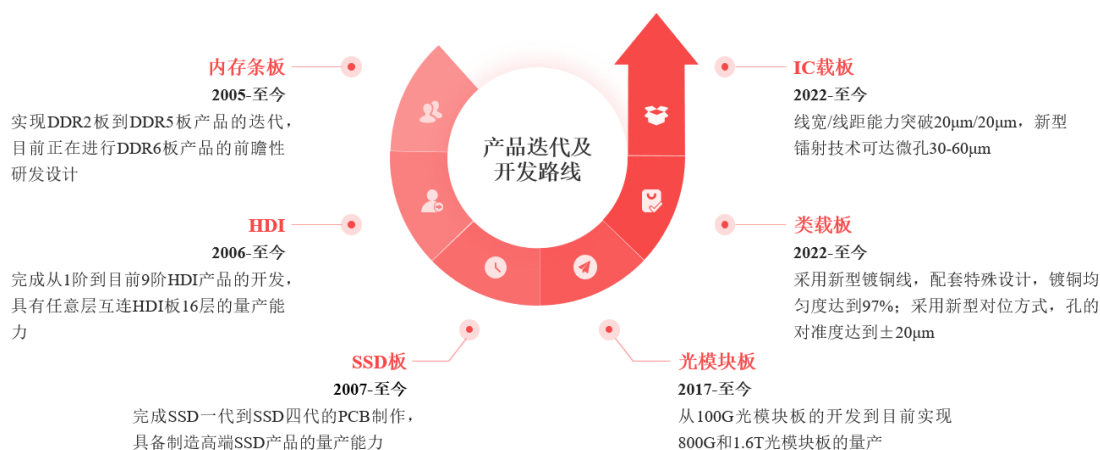 产品迭代及
开发路线
内存条板
2005-至今
实现DDR2板到DDR5板产品的迭代，
目前正在进行DDR6板产品的前瞻性
研发设计
HDI
2006-至今
完成从1阶到目前9阶HDI产品的开发，
具有任意层互连HDI板16层的量产能
力
SSD板
2007-至今
完成SSD一代到SSD四代的PCB制作，
具备制造高端SSD产品的量产能力
光模块板
2017-至今
从100G光模块板的开发到目前实现
800G和1.6T光模块板的量产
类载板
2022-至今
采用新型镀铜线，配套特殊设计，镀铜均
匀度达到97%；采用新型对位方式，孔的
对准度达到±20μm
IC载板
2022-至今
线宽/线距能力突破20μm/20μm，新型
镭射技术可达微孔30-60μm